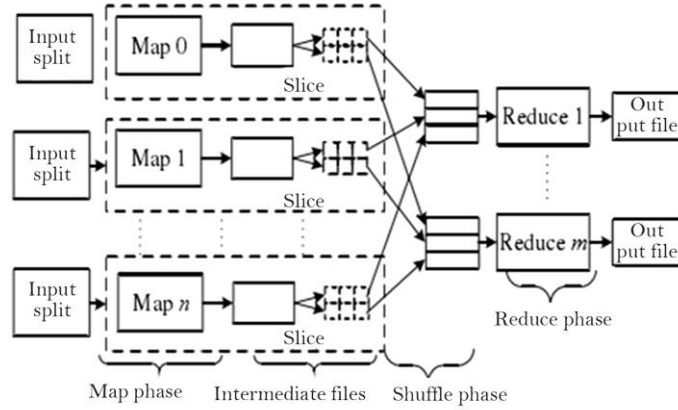 Input
split
Map 0
Slice
Reduce 1
Out
put file
Input
split
Map 1
Slice
Reduce m
Out
put file
Input
split
Map n
Slice
Reduce phase
Map phase
Intermediate files
Shuffle phase